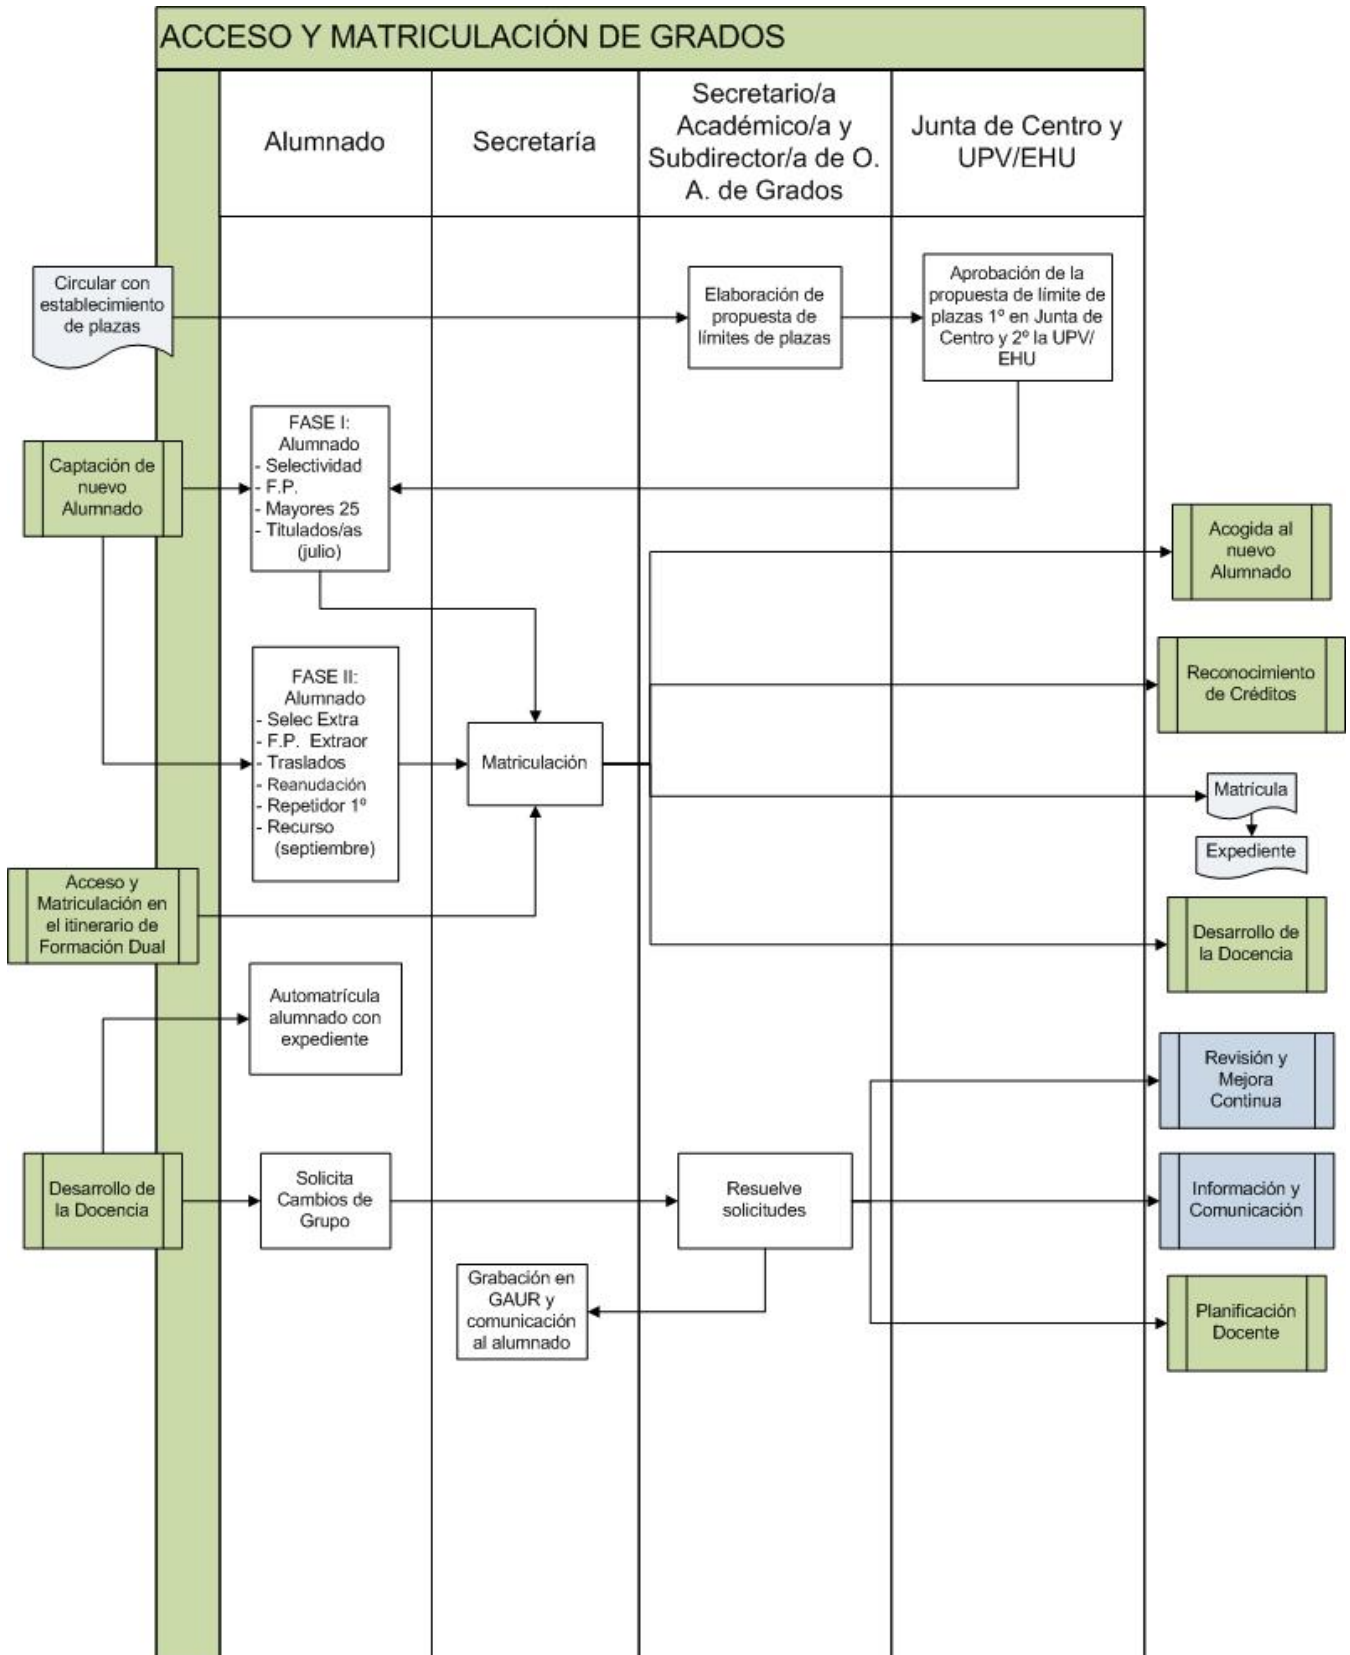 ACCESO Y MATRICULACIÓN DE GRADOS
Alumnado
Secretaría
Secretario/a
Académico/a y
Subdirector/a de O.
A. de Grados
Junta de Centro y
UPV/EHU
Circular con
establecimiento
de plazas
Elaboración de
propuesta de
límites de plazas
Aprobación de la
propuesta de límite de
plazas 1º en Junta de
Centro y 2º la UPV/
EHU
Captación de
nuevo
Alumnado
FASE I:
Alumnado
- Selectividad
- F.P.
- Mayores 25
- Titulados/as
(julio)
Acogida al
nuevo
Alumnado
Reconocimiento
de Créditos
FASE II:
Alumnado
- Selec Extra
- F.P. Extraor
- Traslados
- Reanudación
- Repetidor 1º
- Recurso
(septiembre)
Matriculación
Matrícula
Expediente
Acceso y
Matriculación en
el itinerario de
Formación Dual
Desarrollo de
la Docencia
Automatrícula
alumnado con
expediente
Revisión y
Mejora
Continua
Desarrollo de
la Docencia
Solicita
Cambios de
Grupo
Resuelve
solicitudes
Información y
Comunicación
Grabación en
GAUR y
comunicación
al alumnado
Planificación
Docente